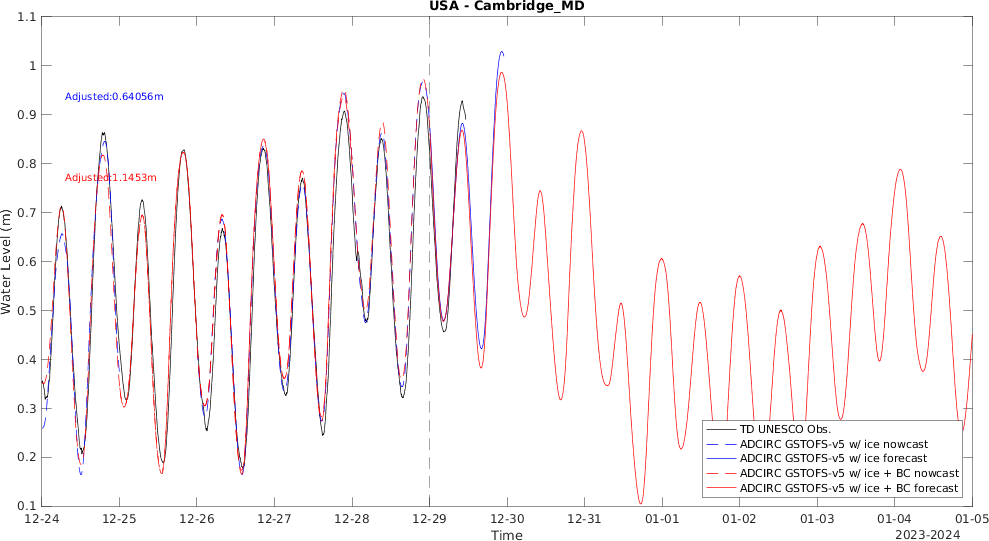 USA - Cambridge_MD
1.1
1
0.9
0.8
0.7
0.6
0.5
0.4
0.3
0.2
0.1
Water Level (m)
Adjusted:0.64056m
Adjusted:1.1453m
TD UNESCO Obs.
ADCIRC GSTOFS-v5 w/ ice nowcast
ADCIRC GSTOFS-v5 w/ ice forecast
ADCIRC GSTOFS-v5 w/ ice + BC nowcast
ADCIRC GSTOFS-v5 w/ ice + BC forecast
12-24 12-25 12-26 12-27 12-28 12-29 12-30 12-31 01-01 01-02 01-03 01-04 01-05
Time
2023-2024